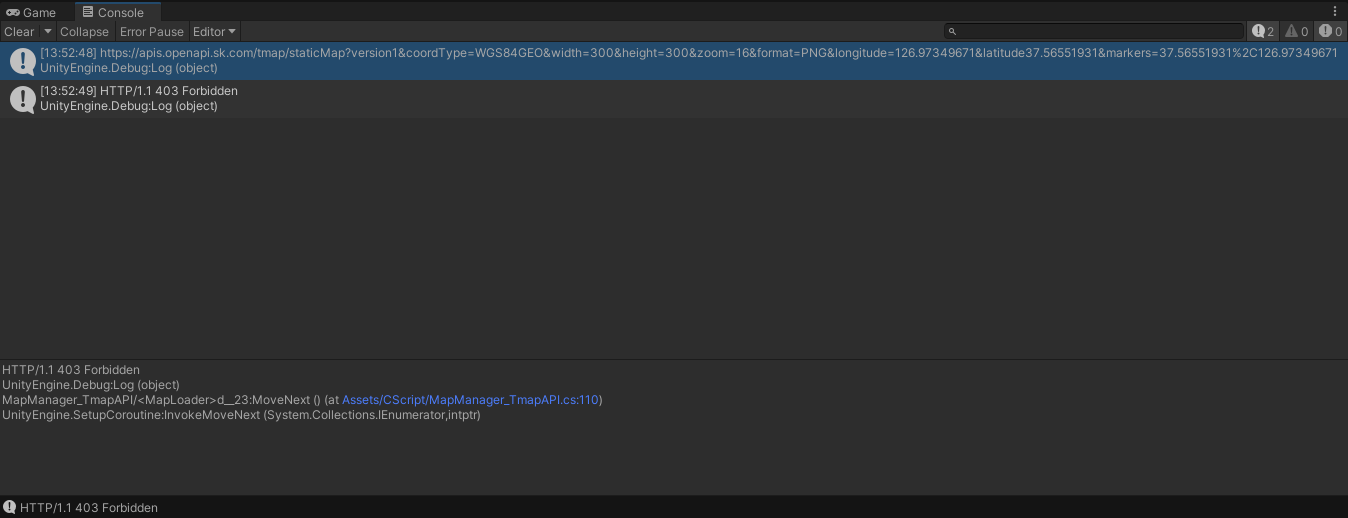 Game Console
Clear Collapse Error Pause Editor 2 0 0
[13:52:48] https://apis.openapi.sk.com/tmap/staticMap?version1&coordType=WGS84GEO&width=300&height=300&zoom=16&format=PNG&longitude=126.97349671&latitude37.56551931&markers=37.56551931%2C126.97349671
UnityEngine.Debug:Log (object)
[13:52:49] HTTP/1.1 403 Forbidden
UnityEngine.Debug:Log (object)
HTTP/1.1 403 Forbidden
UnityEngine.Debug:Log (object)
MapManager_TmapAPI/<MapLoader>d__23:MoveNext () (at Assets/CScript/MapManager_TmapAPI.cs:110)
UnityEngine.SetupCoroutine:InvokeMoveNext (System.Collections.IEnumerator,intptr)
HTTP/1.1 403 Forbidden